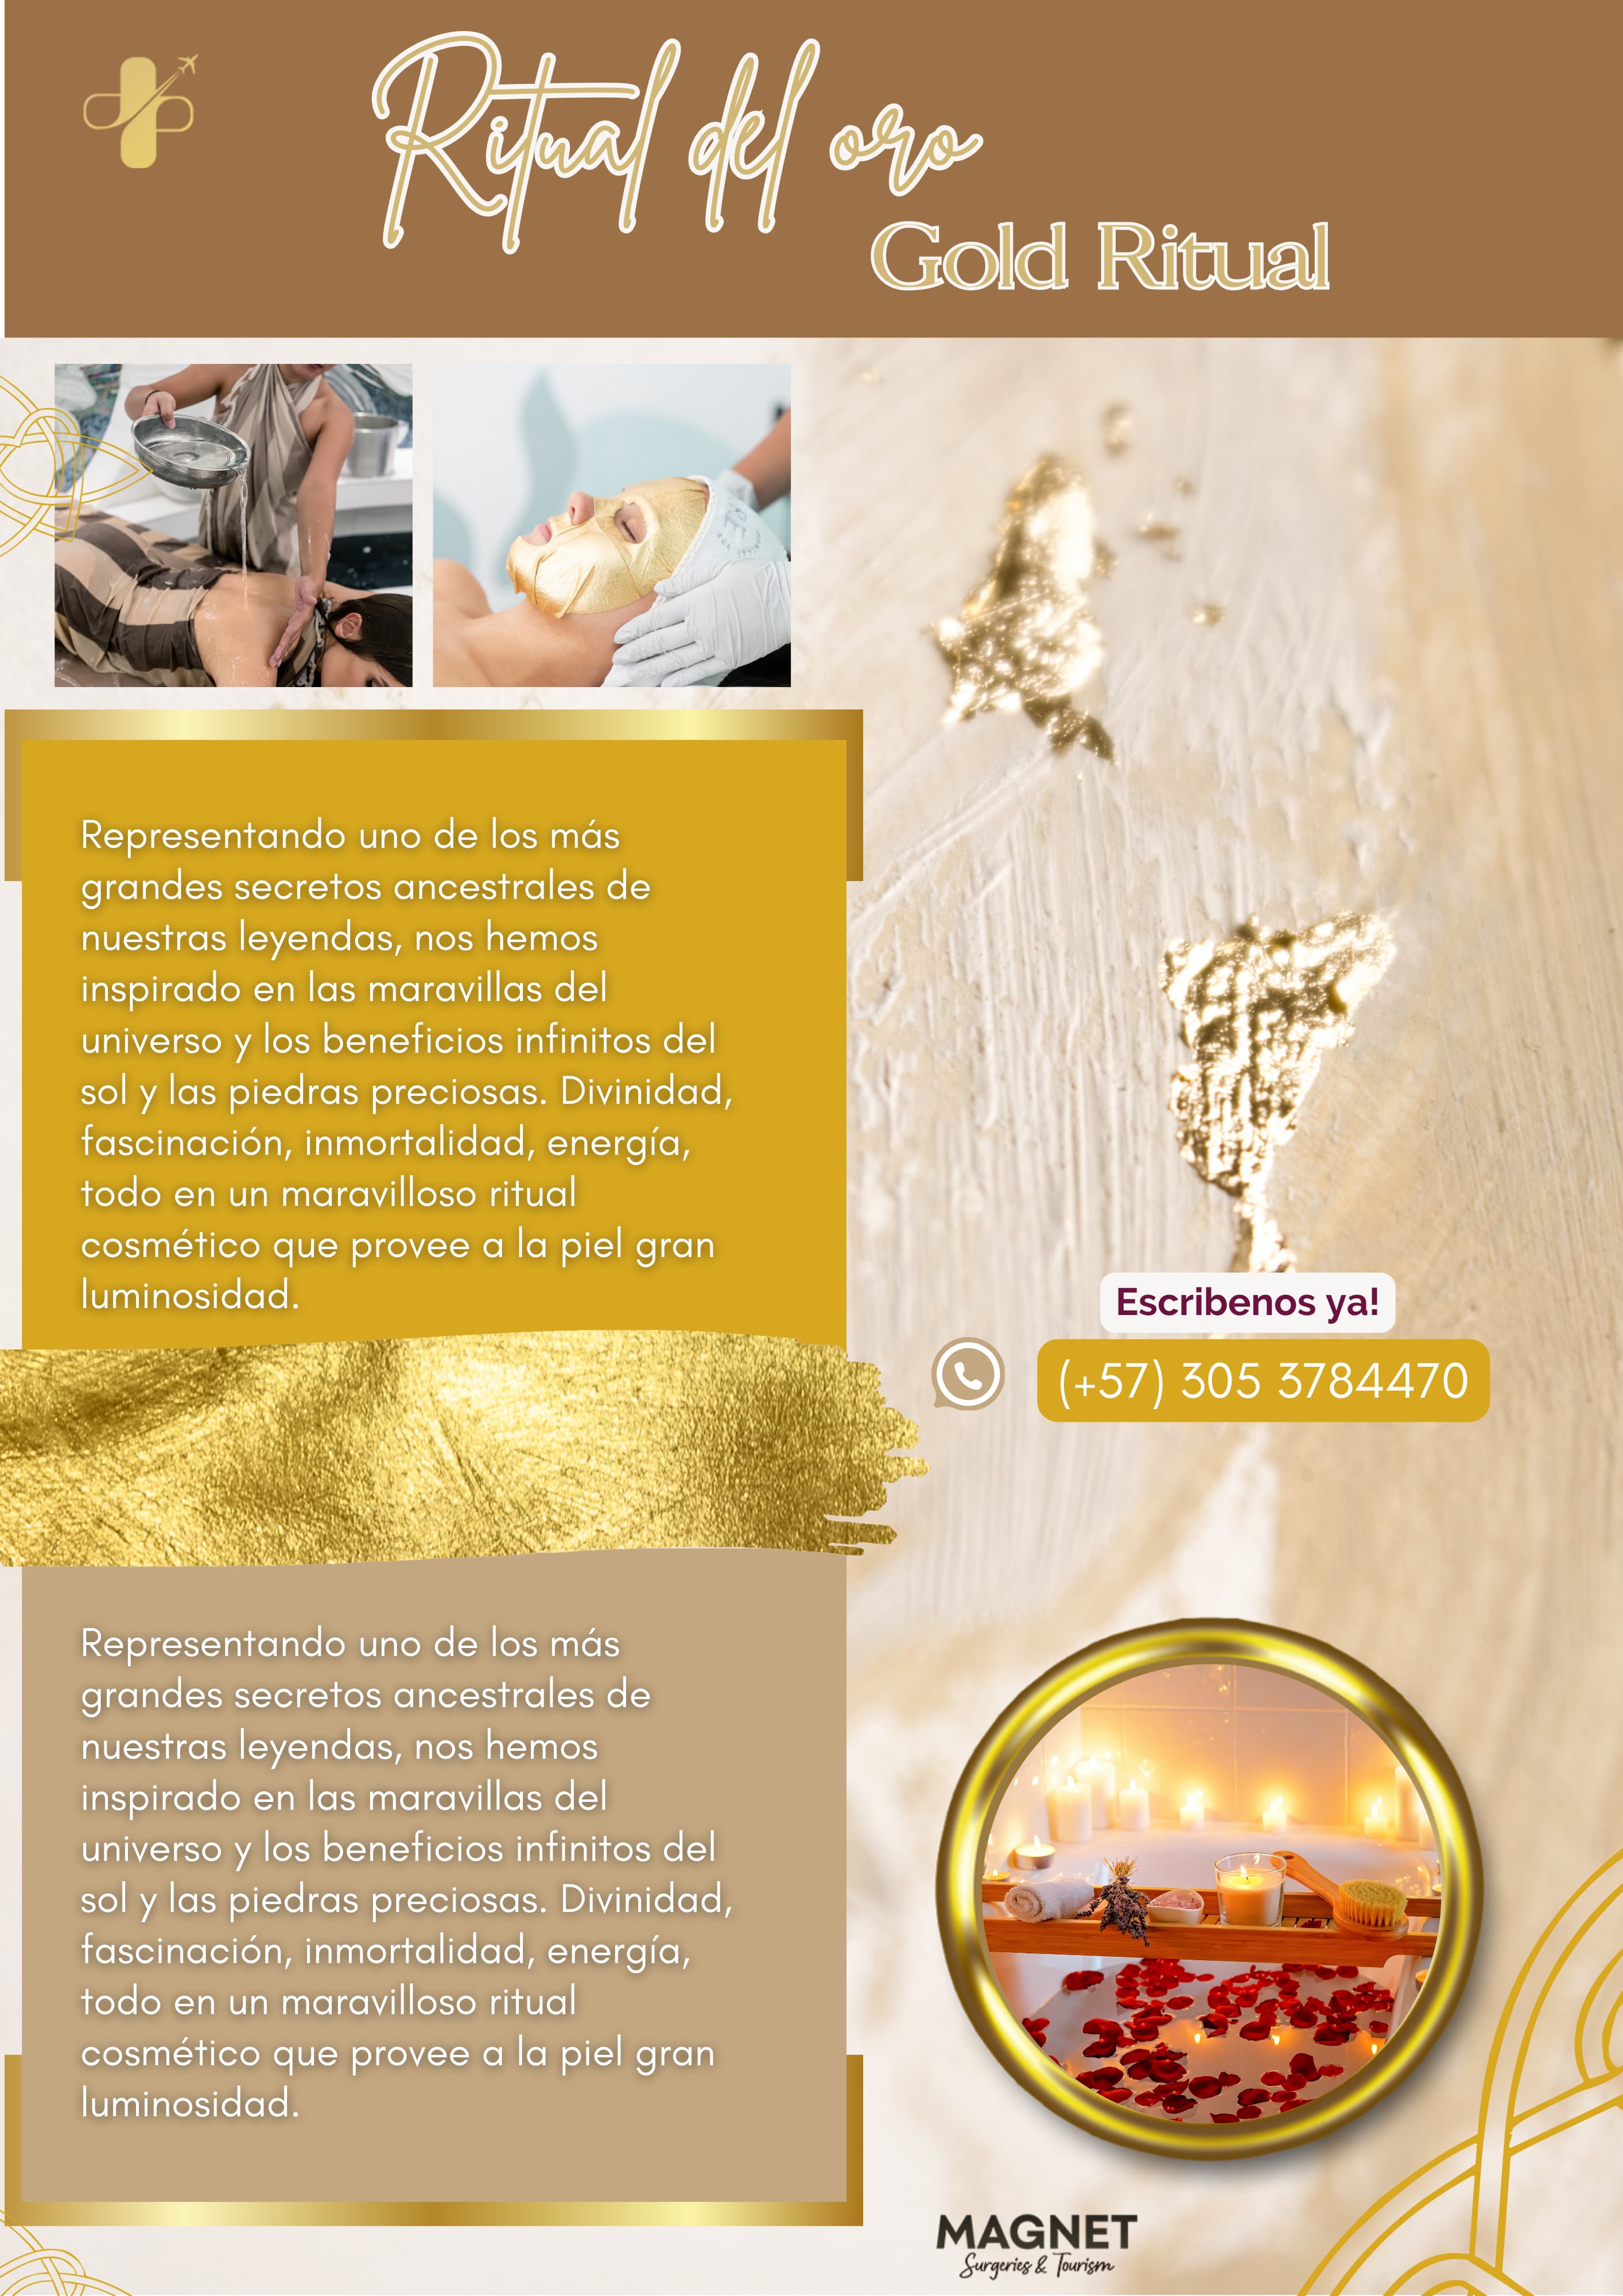 Ritual del oro
Gold Ritual
Representando uno de los más
grandes secretos ancestrales de
nuestras leyendas, nos hemos
inspirado en las maravillas del
universo y los beneficios infinitos del
sol y las piedras preciosas. Divinidad,
fascinación, inmortalidad, energía,
todo en un maravilloso ritual
cosmético que provee a la piel gran
luminosidad.
Escribenos ya!
(+57) 305 3784470
Representando uno de los más
grandes secretos ancestrales de
nuestras leyendas, nos hemos
inspirado en las maravillas del
universo y los beneficios infinitos del
sol y las piedras preciosas. Divinidad,
fascinación, inmortalidad, energía,
todo en un maravilloso ritual
cosmético que provee a la piel gran
luminosidad.
MAGNET
Surgeries & Tourism